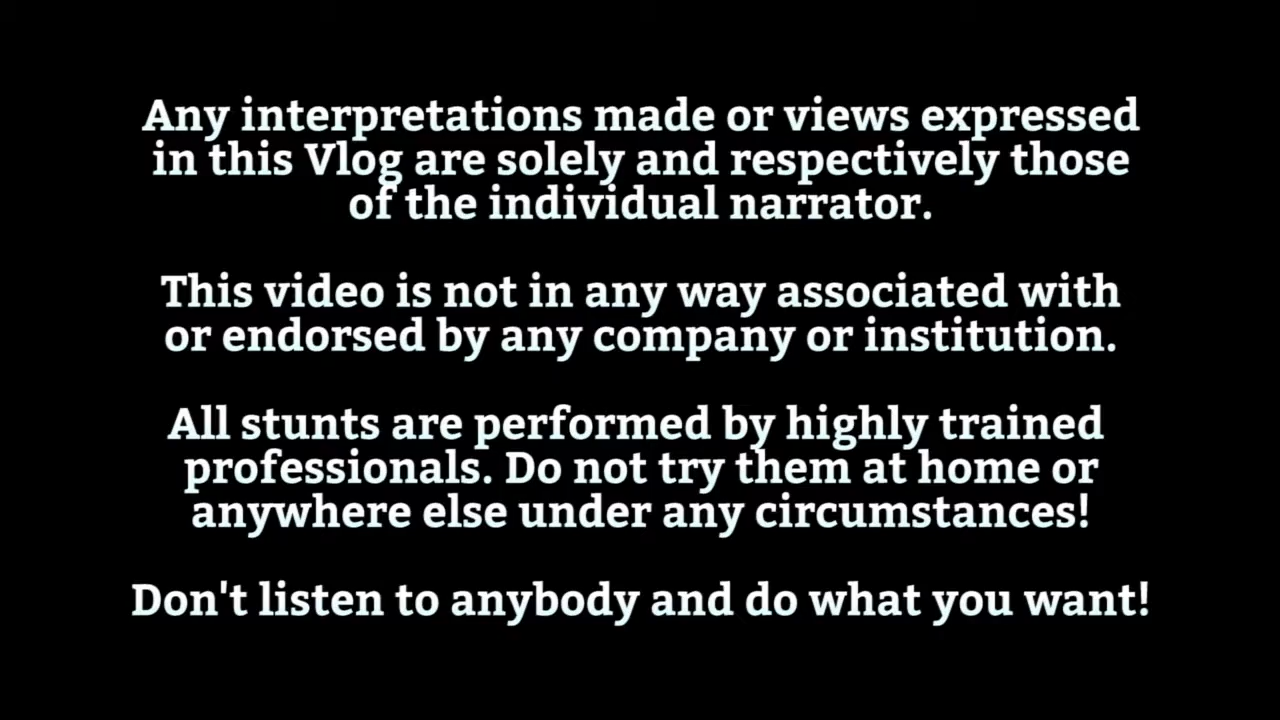 Any interpretations made or views expressed
in this Vlog are solely and respectively those
of the individual narrator.
This video is not in any way associated with
or endorsed by any company or institution.
All stunts are performed by highly trained
professionals. Do not try them at home or
anywhere else under any circumstances!
Don't listen to anybody and do what you want!